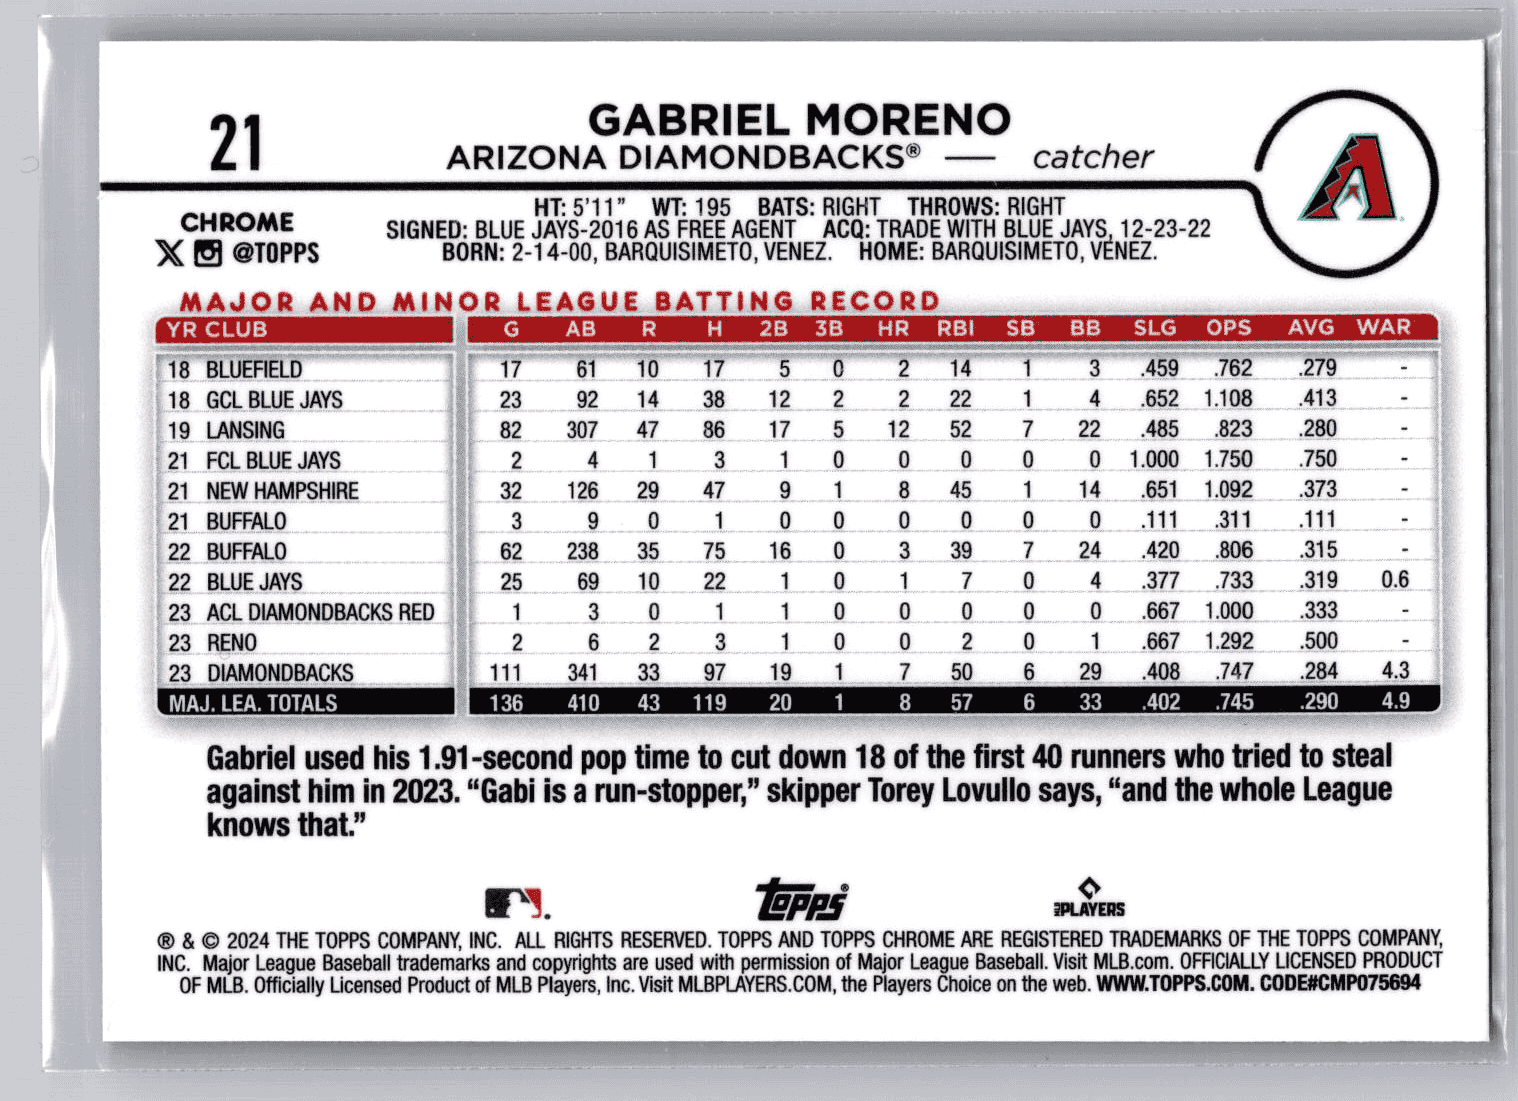 21
GABRIEL MORENO
ARIZONA DIAMONDBACKS® — catcher
CHROME
@TOPPS
HT: 5'11” WT: 195 BATS: RIGHT THROWS: RIGHT
SIGNED: BLUE JAYS-2016 AS FREE AGENT ACQ: TRADE WITH BLUE JAYS, 12-23-22
BORN: 2-14-00, BARQUISIMETO, VENEZ. HOME: BARQUISIMETO, VENEZ.
MAJOR AND MINOR LEAGUE BATTING RECORD
YR CLUB G AB R H 2B 3B HR RBI SB BB SLG OPS AVG WAR
18 BLUEFIELD 17 61 10 17 5 0 2 14 1 3 .459 .762 .279 -
18 GCL BLUE JAYS 23 92 14 38 12 2 2 22 1 4 .652 1.108 .413 -
19 LANSING 82 307 47 86 17 5 12 52 7 22 .485 .823 .280 -
21 FCL BLUE JAYS 2 4 1 3 1 0 0 0 0 0 1.000 1.750 .750 -
21 NEW HAMPSHIRE 32 126 29 47 9 1 8 45 1 14 .651 1.092 .373 -
21 BUFFALO 3 9 0 1 0 0 0 0 0 0 .111 .311 .111 -
22 BUFFALO 62 238 35 75 16 0 3 39 7 24 .420 .806 .315 -
22 BLUE JAYS 25 69 10 22 1 0 1 7 0 4 .377 .733 .319 0.6
23 ACL DIAMONDBACKS RED 1 3 0 1 1 0 0 0 0 0 .667 1.000 .333 -
23 RENO 2 6 2 3 1 0 0 2 0 1 .667 1.292 .500 -
23 DIAMONDBACKS 111 341 33 97 19 1 7 50 6 29 .408 .747 .284 4.3
MAJ. LEA. TOTALS 136 410 43 119 20 1 8 57 6 33 .402 .745 .290 4.9
Gabriel used his 1.91-second pop time to cut down 18 of the first 40 runners who tried to steal
against him in 2023. “Gabi is a run-stopper,” skipper Torey Lovullo says, “and the whole League
knows that.”
Topps®
MLB PLAYERS
® & © 2024 THE TOPPS COMPANY, INC. ALL RIGHTS RESERVED. TOPPS AND TOPPS CHROME ARE REGISTERED TRADEMARKS OF THE TOPPS COMPANY,
INC. Major League Baseball trademarks and copyrights are used with permission of Major League Baseball. Visit MLB.com. OFFICIALLY LICENSED PRODUCT
OF MLB. Officially Licensed Product of MLB Players, Inc. Visit MLBPLAYERS.COM, the Players Choice on the web. WWW.TOPPS.COM. CODE#CMP075694